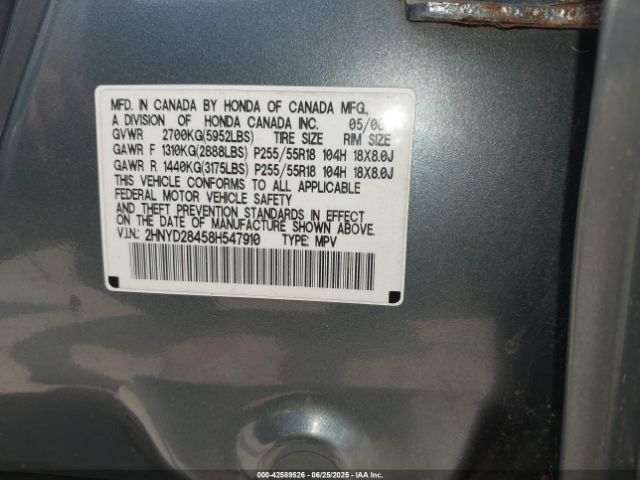 MFD. IN CANADA BY HONDA OF CANADA MFG.,
A DIVISION OF HONDA CANADA INC. 05/08
GVWR 2700KG(5952LBS) TIRE SIZE RIM SIZE
GAWR F 1310KG(2888LBS) P255/55R18 104H 18X8.0J
GAWR R 1440KG(3175LBS) P255/55R18 104H 18X8.0J
THIS VEHICLE CONFORMS TO ALL APPLICABLE
FEDERAL MOTOR VEHICLE SAFETY
AND THEFT PREVENTION STANDARDS IN EFFECT
ON THE DATE OF MANUFACTURE SHOWN ABOVE.
V.I.N.: 2HNYD28458H547910 TYPE: MPV
000-42589526 - 06/25/2025 - IAAI.COM